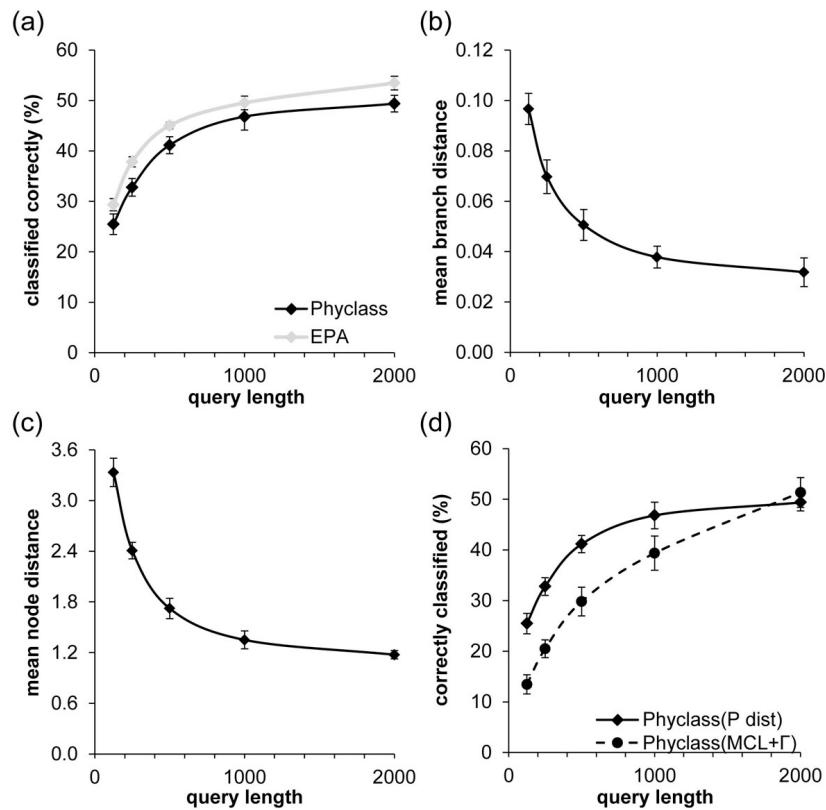 (a)
60
50
40
30
20
10
0
classified correctly (%)
Phyclass
EPA
0 1000 2000
query length
(b)
0.12
0.10
0.08
0.06
0.04
0.02
0.00
mean branch distance
0 1000 2000
query length
(c)
3.6
3.0
2.4
1.8
1.2
0.6
0.0
mean node distance
0 1000 2000
query length
(d)
60
50
40
30
20
10
0
correctly classified (%)
Phyclass(P dist)
Phyclass(MCL+Γ)
0 1000 2000
query length